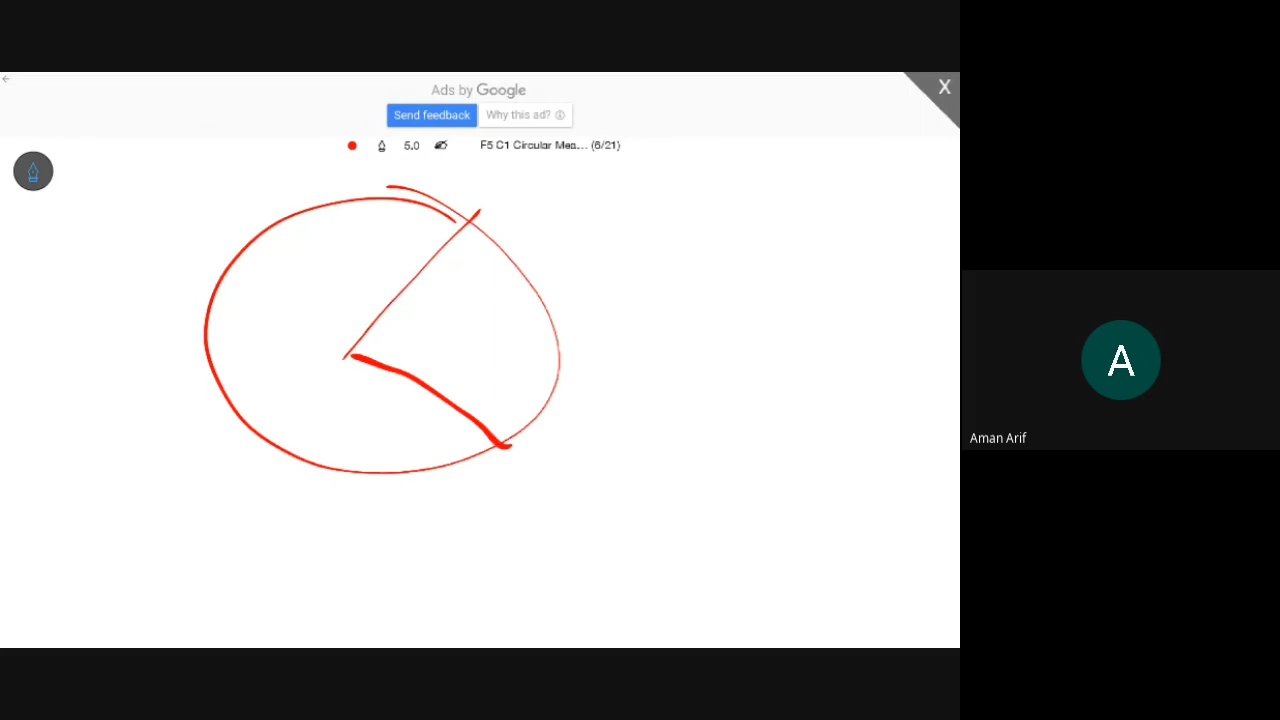 Ads by Google
Send feedback
Why this ad?
X
5.0
F5 C1 Circular Mea... (6/21)
A
Aman Arif